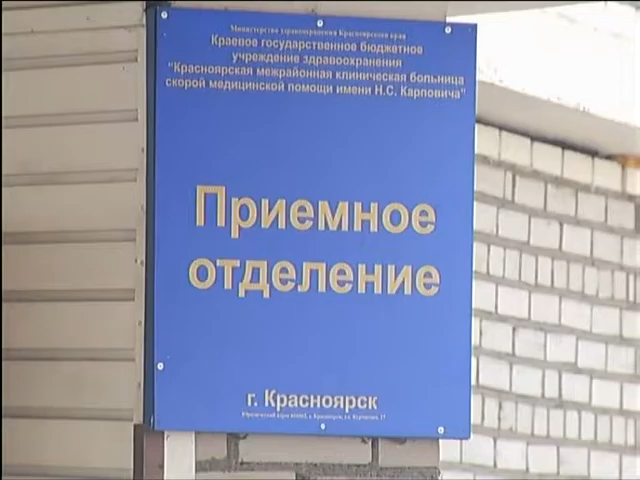 Министерство здравоохранения Красноярского края
Краевое государственное бюджетное
учреждение здравоохранения
"Красноярская межрайонная клиническая больница
скорой медицинской помощи имени Н.С. Карповича"
Приемное
отделение
г. Красноярск